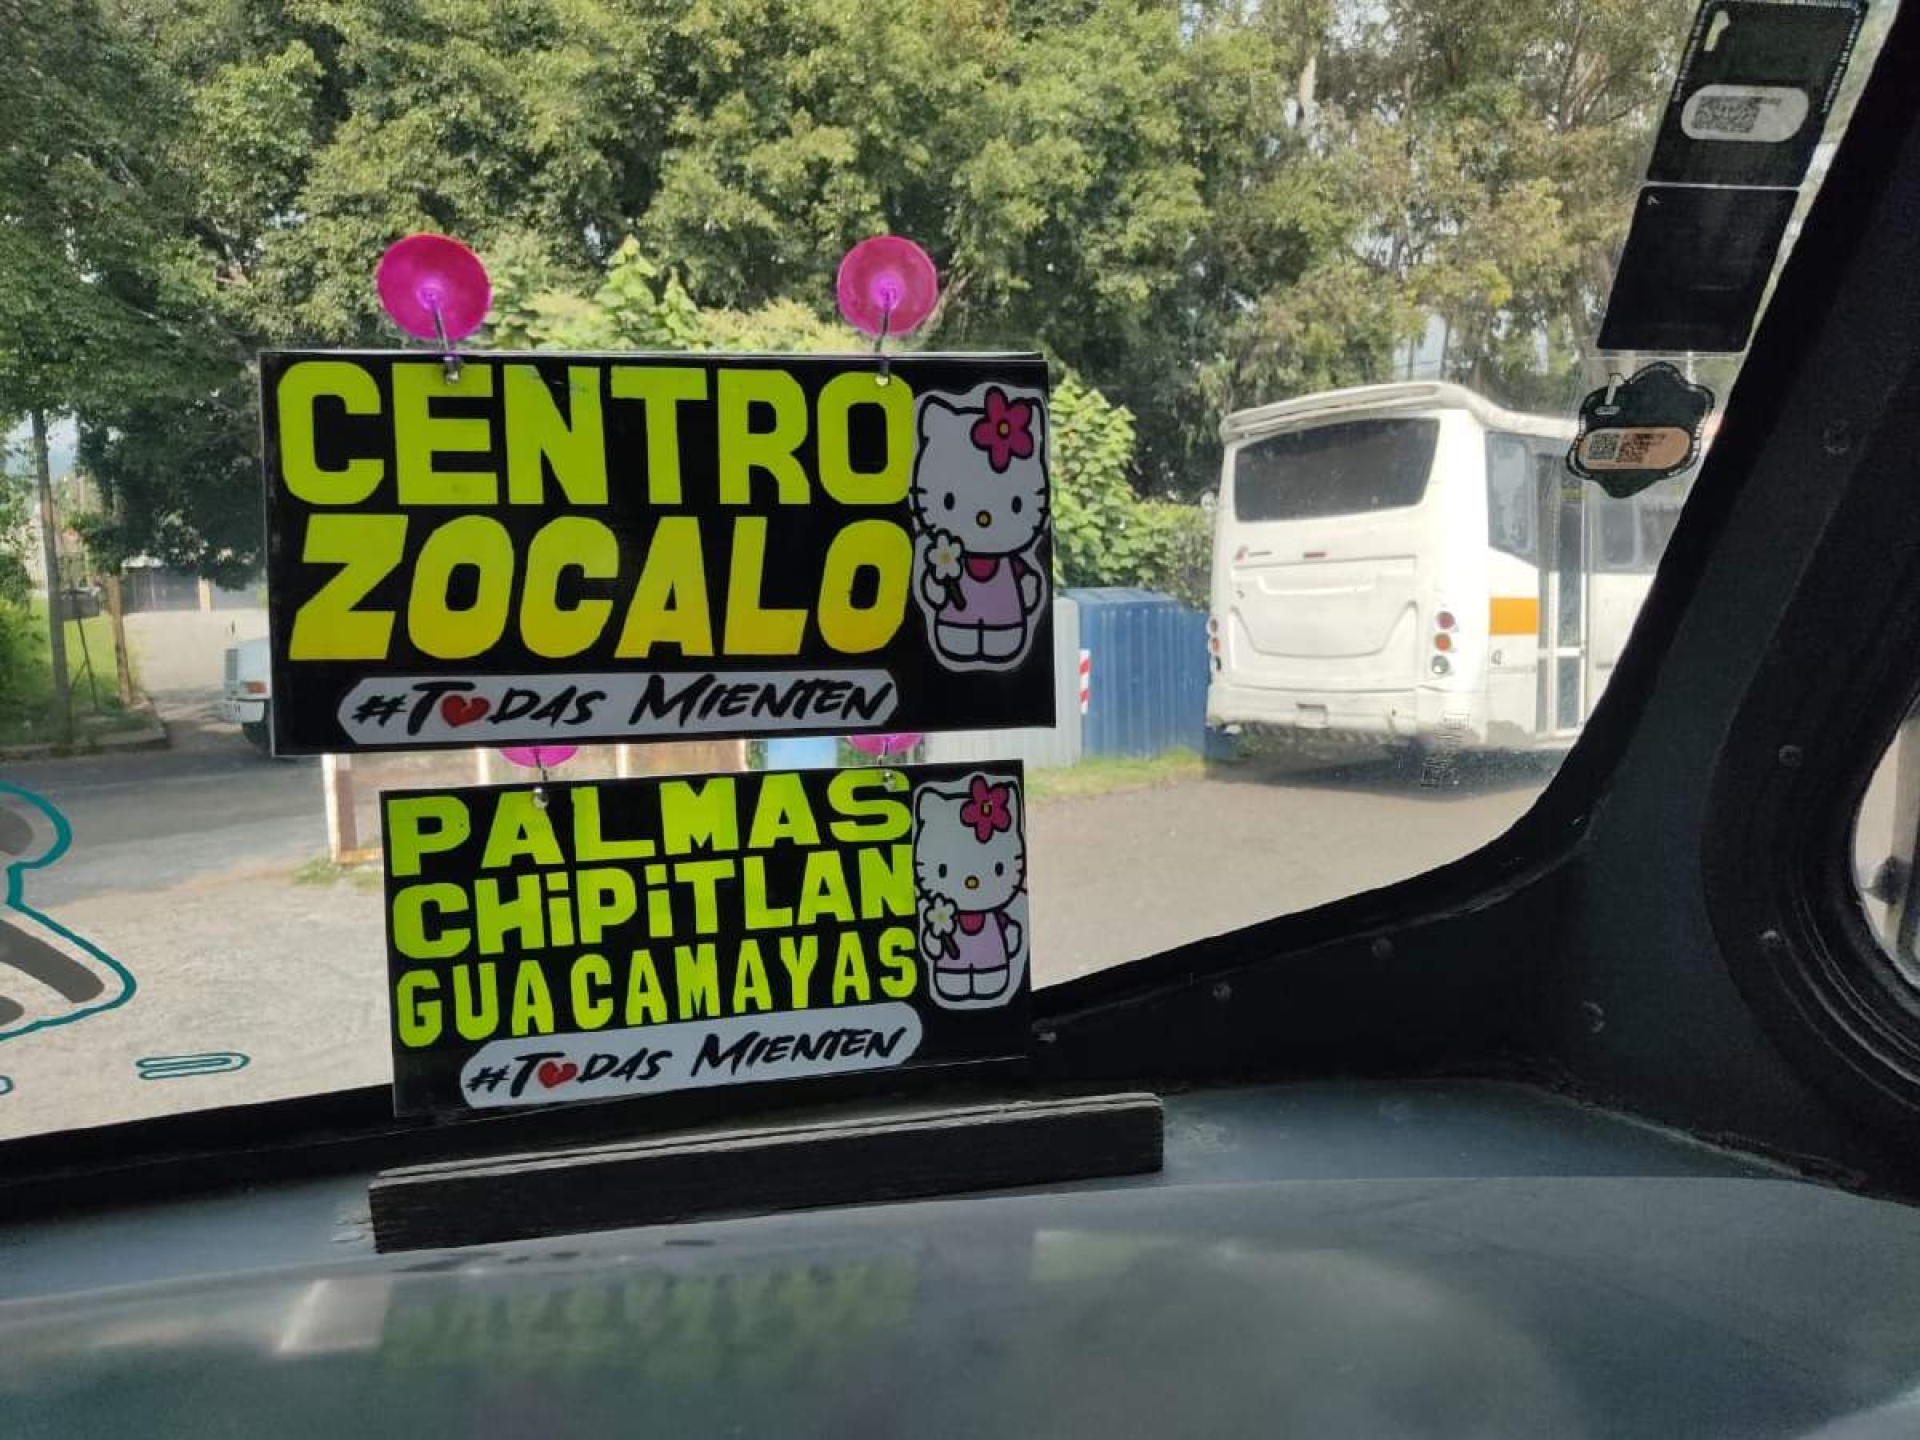 CENTRO
ZOCALO
#TODAS MIENTEN
PALMAS
CHiPiTLAN
GUACAMAYAS
#TODAS MIENTEN